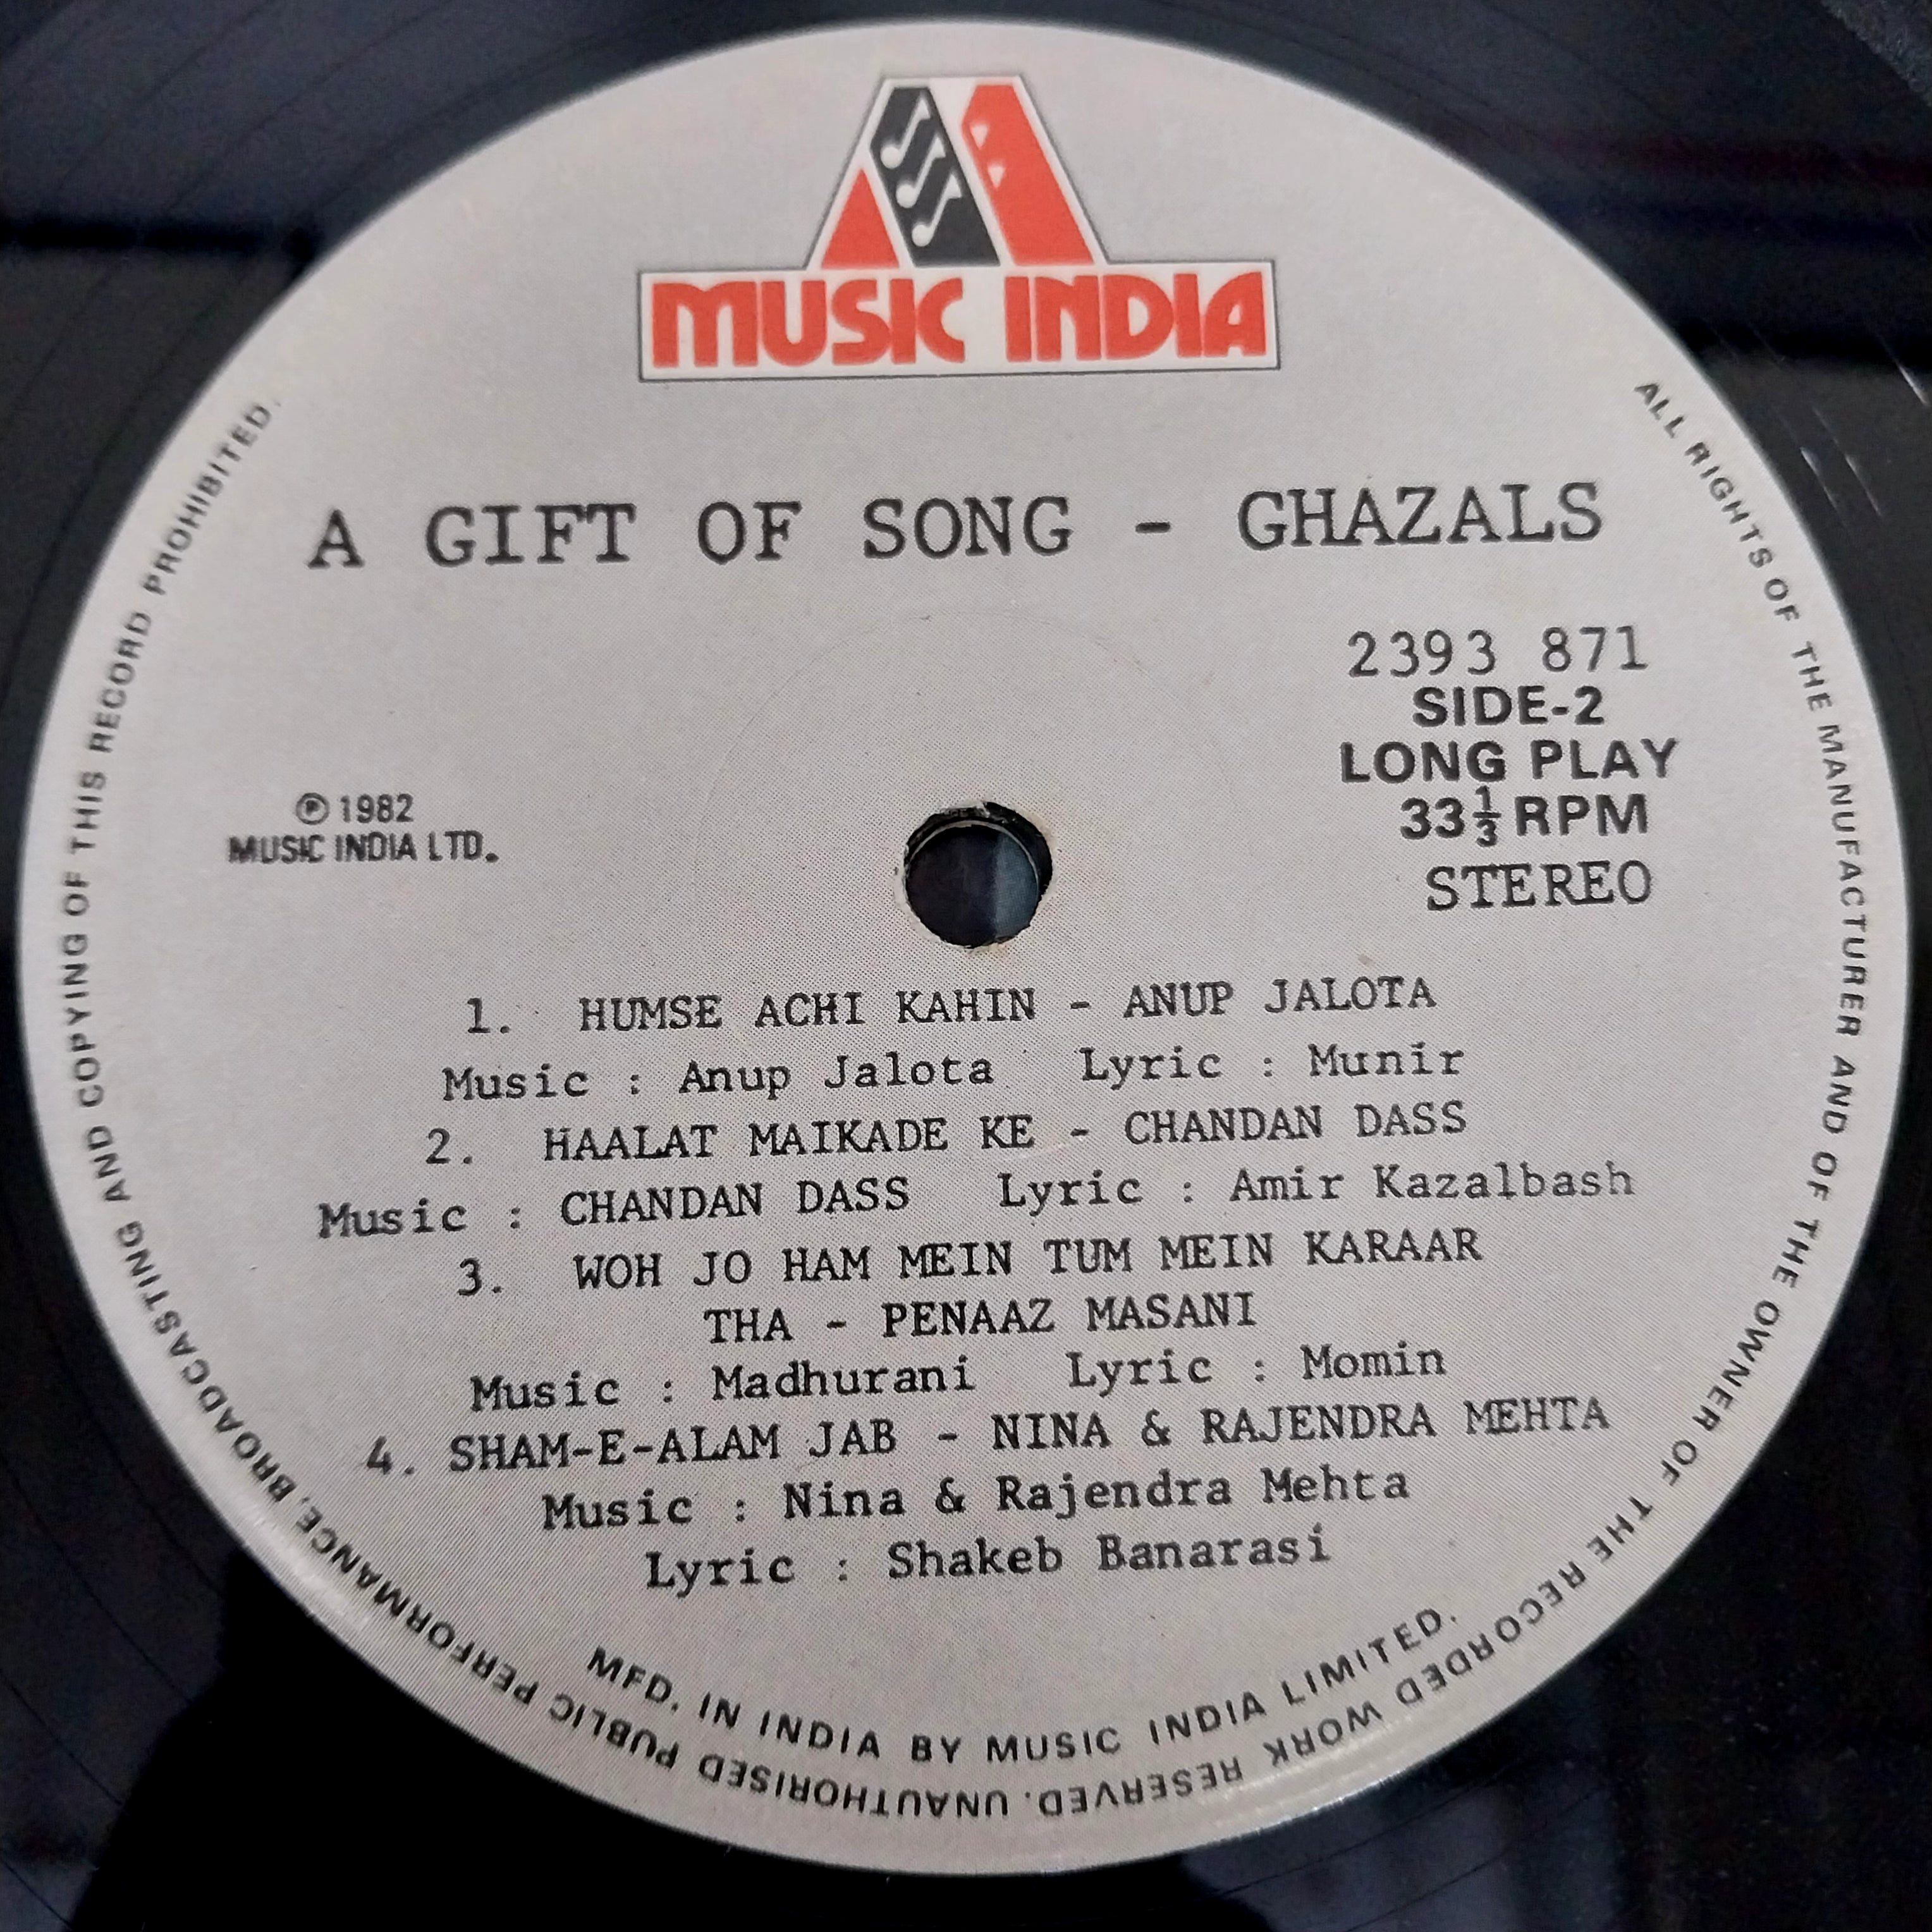 MUSIC INDIA
A GIFT OF SONG - GHAZALS
2393 871
SIDE-2
LONG PLAY
33⅓ RPM
STEREO
Ⓟ 1982
MUSIC INDIA LTD.
1. HUMSE ACHI KAHIN - ANUP JALOTA
Music : Anup Jalota Lyric : Munir
2. HAALAT MAIKADE KE - CHANDAN DASS
Music : CHANDAN DASS Lyric : Amir Kazalbash
3. WOH JO HAM MEIN TUM MEIN KARAAR
THA - PENAAZ MASANI
Music : Madhurani Lyric : Momin
4. SHAM-E-ALAM JAB - NINA & RAJENDRA MEHTA
Music : Nina & Rajendra Mehta
Lyric : Shakeb Banarasi
MFD. IN INDIA BY MUSIC INDIA LIMITED.
ALL RIGHTS OF THE MANUFACTURER AND OF THE OWNER OF THE RECORDED WORK RESERVED. UNAUTHORISED PUBLIC PERFORMANCE, BROADCASTING AND COPYING OF THIS RECORD PROHIBITED.